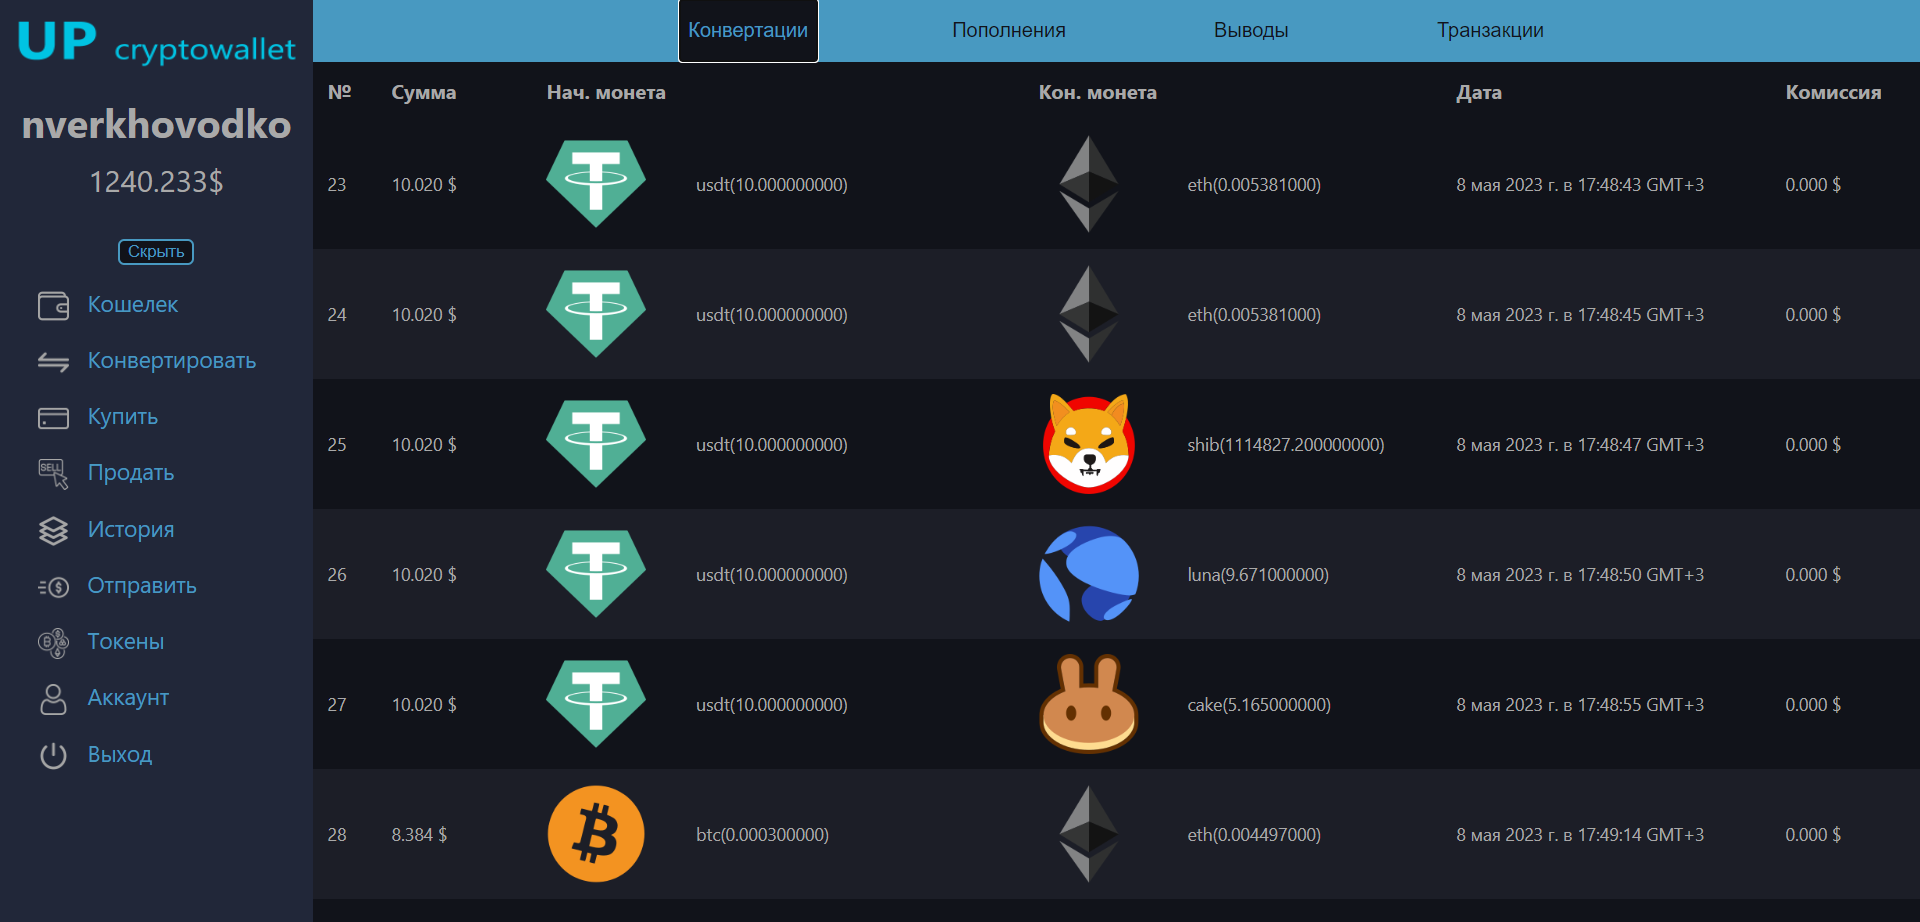 UP cryptowallet
nverkhovodko
1240.233$
Скрыть
Кошелек
Конвертировать
Купить
SELL Продать
История
Отправить
Токены
Аккаунт
Выход
Конвертации Пополнения Выводы Транзакции
№ Сумма Нач. монета Кон. монета Дата Комиссия
23 10.020 $ usdt(10.000000000) eth(0.005381000) 8 мая 2023 г. в 17:48:43 GMT+3 0.000 $
24 10.020 $ usdt(10.000000000) eth(0.005381000) 8 мая 2023 г. в 17:48:45 GMT+3 0.000 $
25 10.020 $ usdt(10.000000000) shib(1114827.200000000) 8 мая 2023 г. в 17:48:47 GMT+3 0.000 $
26 10.020 $ usdt(10.000000000) luna(9.671000000) 8 мая 2023 г. в 17:48:50 GMT+3 0.000 $
27 10.020 $ usdt(10.000000000) cake(5.165000000) 8 мая 2023 г. в 17:48:55 GMT+3 0.000 $
28 8.384 $ btc(0.000300000) eth(0.004497000) 8 мая 2023 г. в 17:49:14 GMT+3 0.000 $